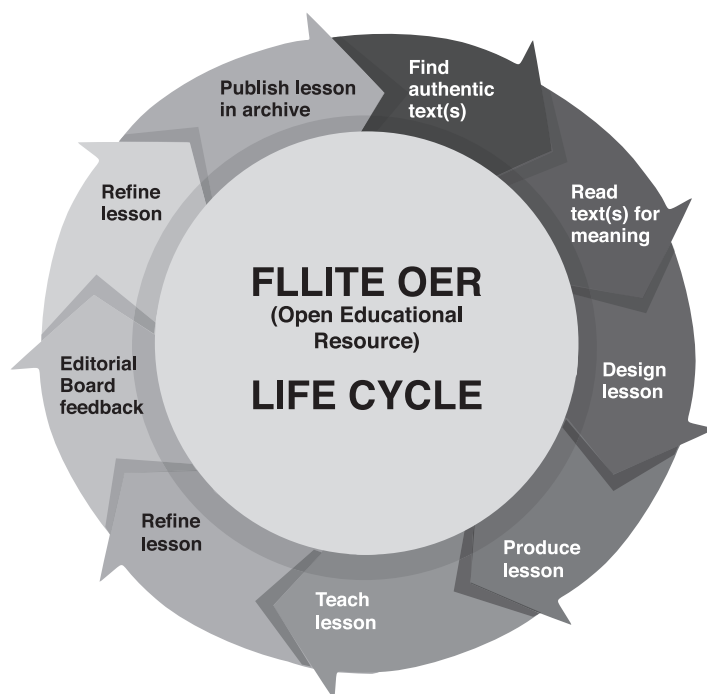 FLLITE OER
(Open Educational
Resource)
LIFE CYCLE
Find
authentic
text(s)
Read
text(s) for
meaning
Design
lesson
Produce
lesson
Teach
lesson
Refine
lesson
Editorial
Board
feedback
Refine
lesson
Publish lesson
in archive